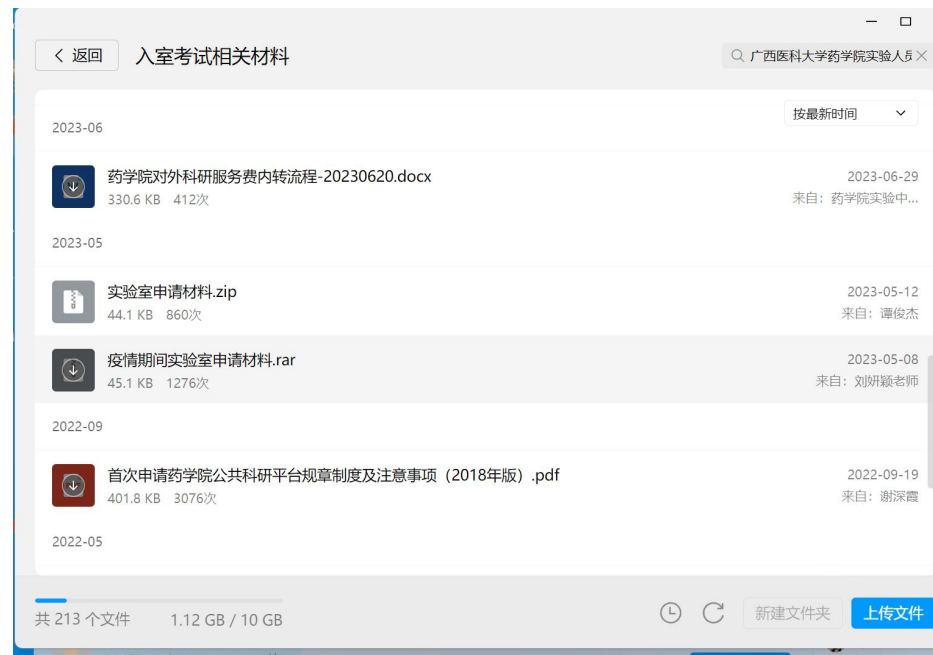 返回
入室考试相关材料
广西医科大学药学院实验人员
按最新时间
2023-06
药学院对外科研服务费内转流程-20230620.docx
2023-06-29
330.6 KB 412次
来自：药学院实验中...
2023-05
实验室申请材料.zip
2023-05-12
44.1 KB 860次
来自：谭俊杰
疫情期间实验室申请材料.rar
2023-05-08
45.1 KB 1276次
来自：刘妍颖老师
2022-09
首次申请药学院公共科研平台规章制度及注意事项（2018年版）.pdf
2022-09-19
401.8 KB 3076次
来自：谢深霞
2022-05
共 213 个文件
1.12 GB / 10 GB
新建文件夹
上传文件